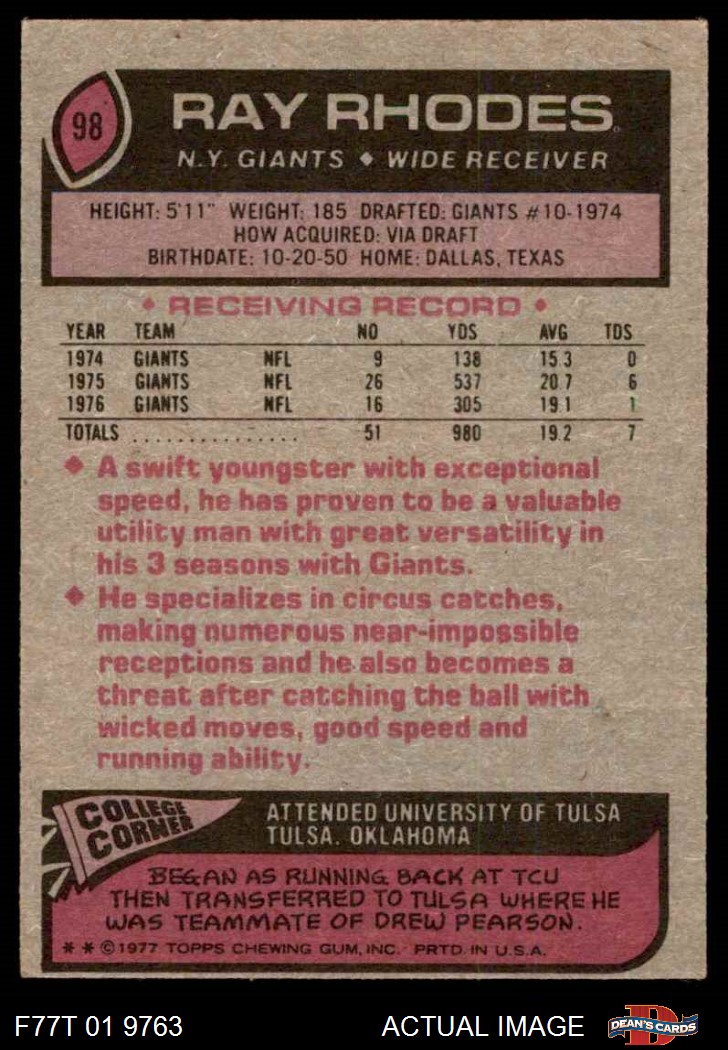 98
RAY RHODES
N.Y. GIANTS ♦ WIDE RECEIVER
HEIGHT: 5'11" WEIGHT: 185 DRAFTED: GIANTS #10-1974
HOW ACQUIRED: VIA DRAFT
BIRTHDATE: 10-20-50 HOME: DALLAS, TEXAS
♦ RECEIVING RECORD ♦
YEAR TEAM NO YDS AVG TDS
1974 GIANTS NFL 9 138 15.3 0
1975 GIANTS NFL 26 537 20.7 6
1976 GIANTS NFL 16 305 19.1 1
TOTALS ............... 51 980 19.2 7
♦ A swift youngster with exceptional
speed, he has proven to be a valuable
utility man with great versatility in
his 3 seasons with Giants.
♦ He specializes in circus catches,
making numerous near-impossible
receptions and he also becomes a
threat after catching the ball with
wicked moves, good speed and
running ability.
COLLEGE
CORNER
ATTENDED UNIVERSITY OF TULSA
TULSA, OKLAHOMA
BEGAN AS RUNNING BACK AT TCU
THEN TRANSFERRED TO TULSA WHERE HE
WAS TEAMMATE OF DREW PEARSON.
* * ©1977 TOPPS CHEWING GUM, INC. PRTD. IN U.S.A.
F77T 01 9763 ACTUAL IMAGE
D
DEAN'S CARDS